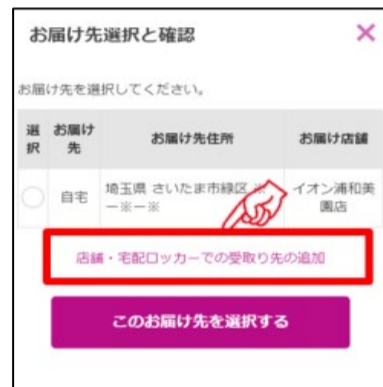 お届け先選択と確認
×
お届け先を選択してください。
選択 お届け先 お届け先住所 お届け店舗
自宅 埼玉県 さいたま市緑区 ※
ー※ー※ イオン浦和美
園店
店舗・宅配ロッカーでの受取り先の追加
このお届け先を選択する